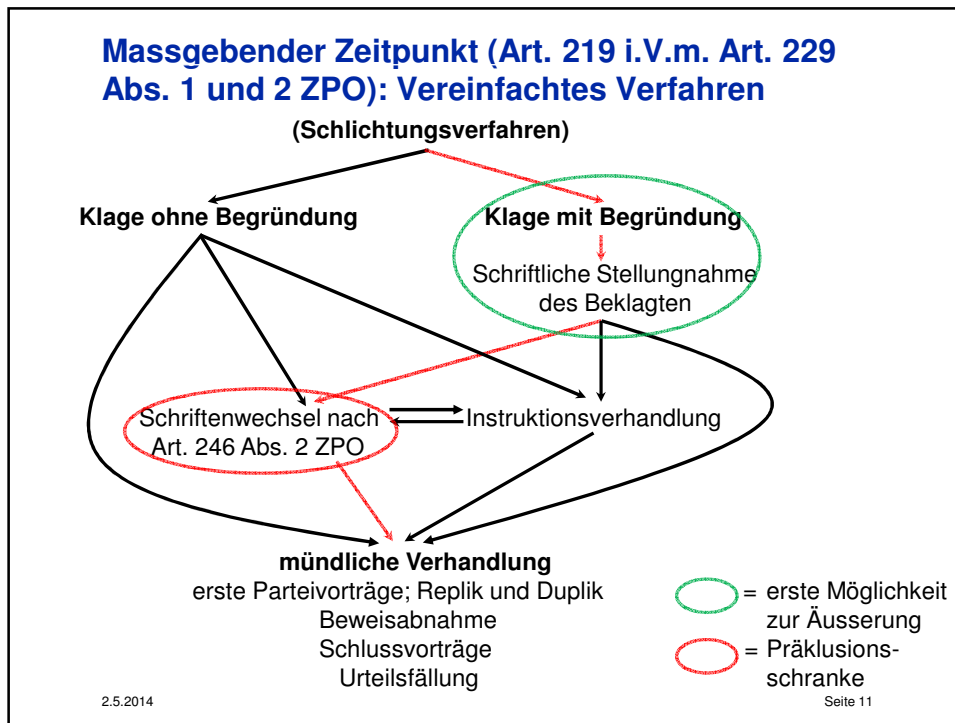 Massgebender Zeitpunkt (Art. 219 i.V.m. Art. 229
Abs. 1 und 2 ZPO): Vereinfachtes Verfahren
(Schlichtungsverfahren)
Klage ohne Begründung
Klage mit Begründung
Schriftliche Stellungnahme
des Beklagten
Schriftenwechsel nach
Art. 246 Abs. 2 ZPO
Instruktionsverhandlung
mündliche Verhandlung
erste Parteivorträge; Replik und Duplik
Beweisabnahme
Schlussvorträge
Urteilsfällung
= erste Möglichkeit
zur Äusserung
= Präklusions-
schranke
2.5.2014
Seite 11